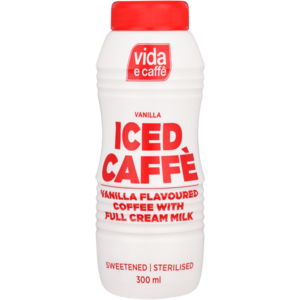 vida
e caffè
VANILLA
ICED
CAFFÈ
VANILLA FLAVOURED
COFFEE WITH
FULL CREAM MILK
SWEETENED | STERILISED
300 ml